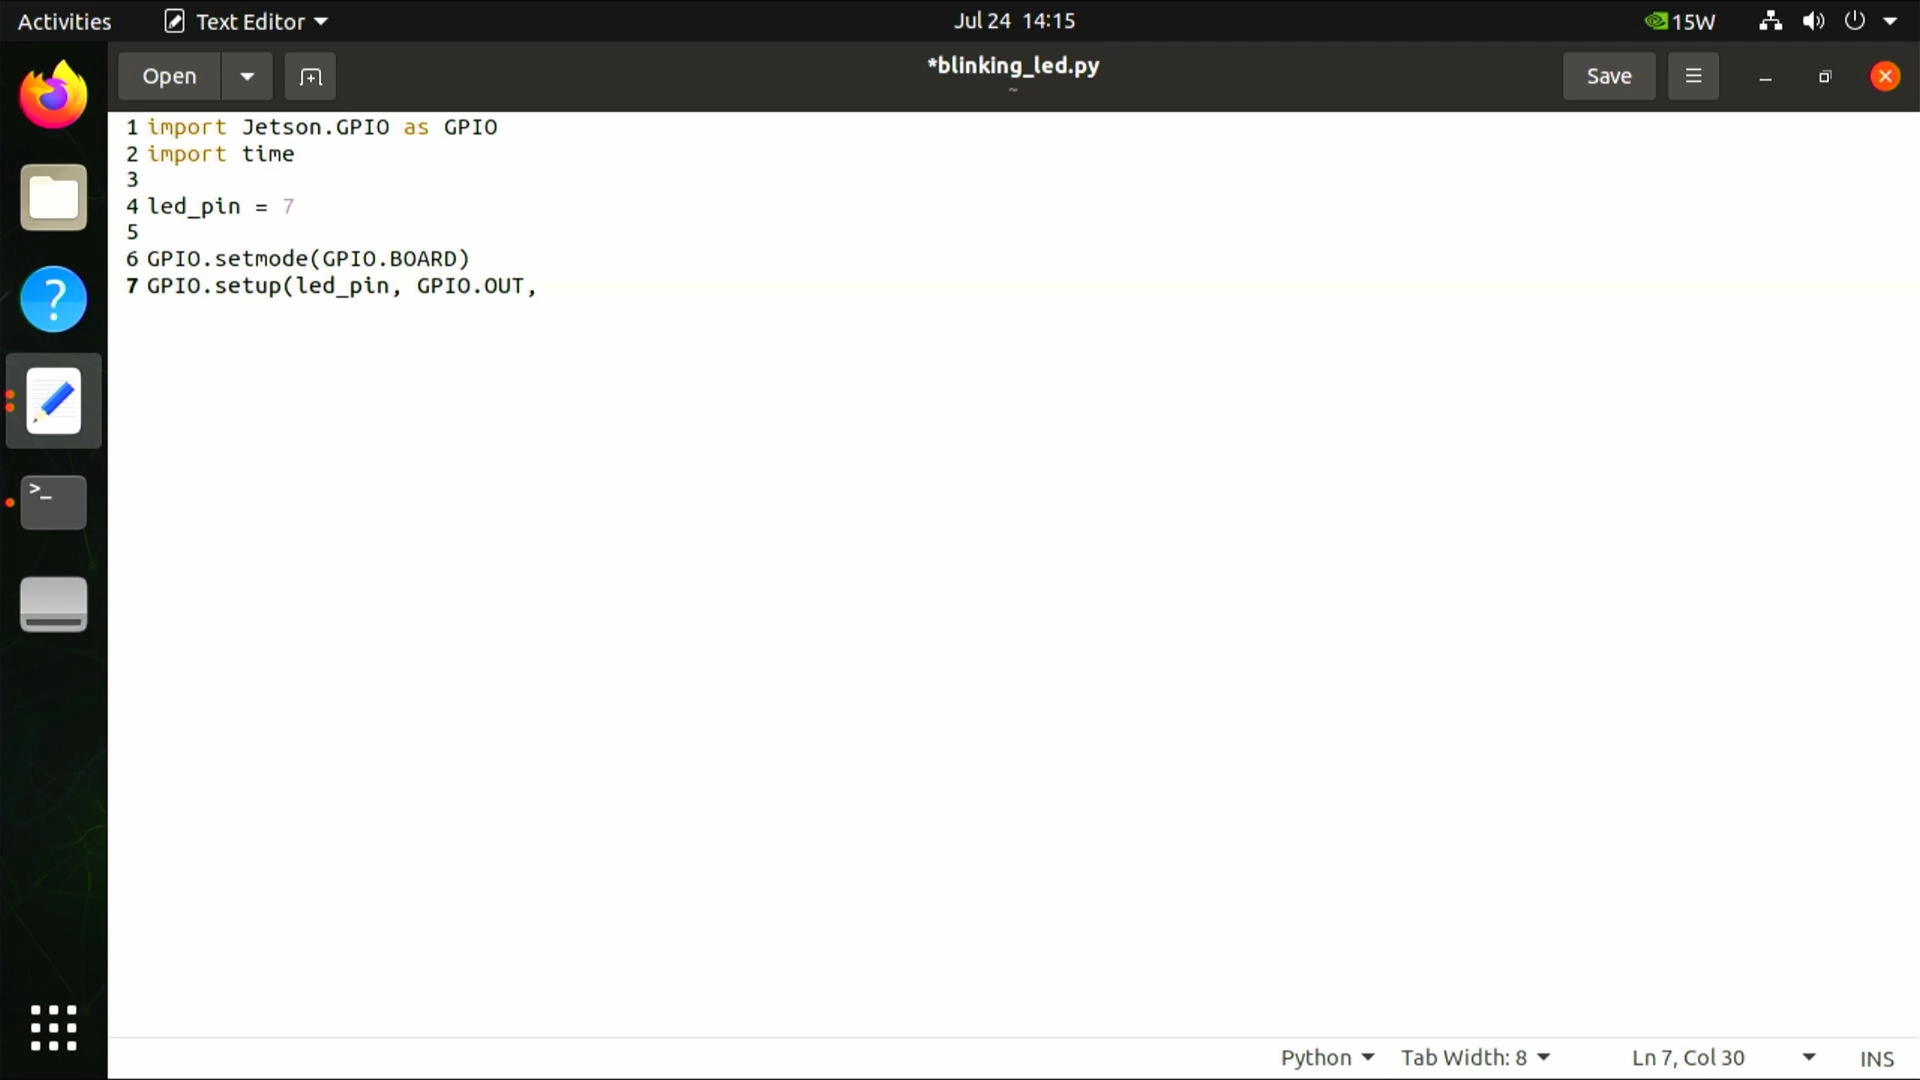 Activities Text Editor Jul 24 14:15 15W
Open *blinking_led.py Save
~
1 import Jetson.GPIO as GPIO
2 import time
3
4 led_pin = 7
5
6 GPIO.setmode(GPIO.BOARD)
7 GPIO.setup(led_pin, GPIO.OUT,
?
>_
Python Tab Width: 8 Ln 7, Col 30 INS